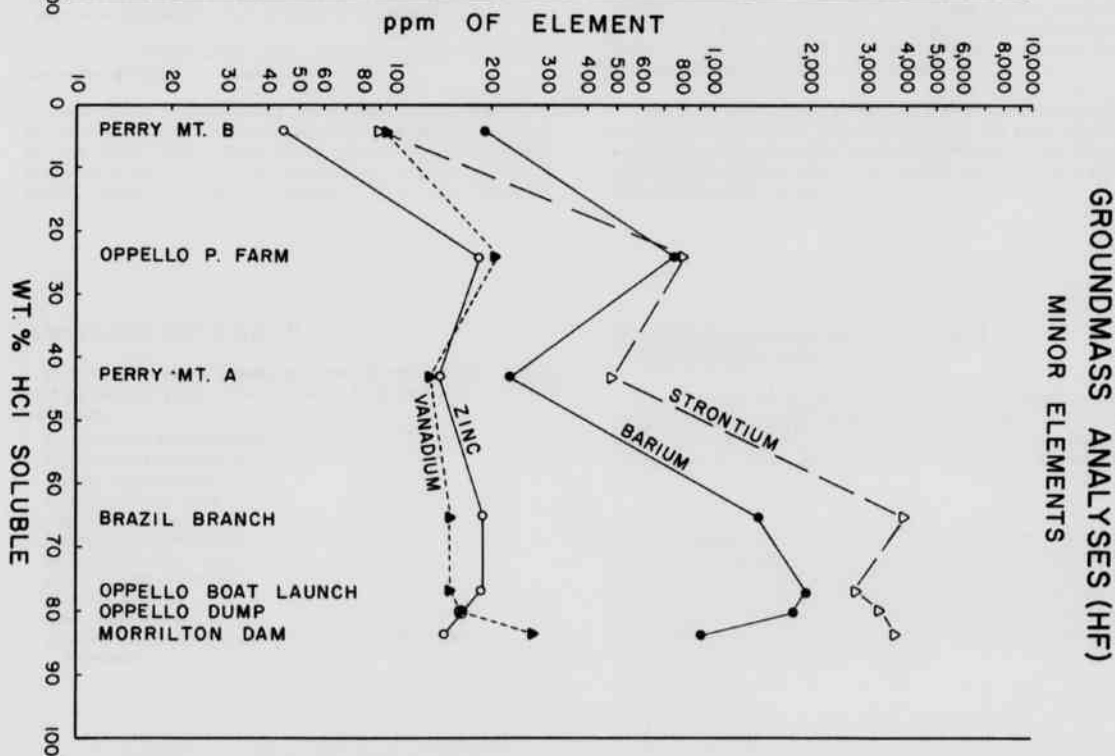 00
ppm OF ELEMENT
10 20 30 40 50 60 80 100 200 300 400 500 600 800 1,000 2,000 3,000 4,000 5,000 6,000 8,000 10,000
GROUNDMASS ANALYSES (HF)
MINOR ELEMENTS
0
10
20
30
40
50
60
70
80
90
100
WT. % HCl SOLUBLE
PERRY MT. B
OPPELLO P. FARM
PERRY MT. A
BRAZIL BRANCH
OPPELLO BOAT LAUNCH
OPPELLO DUMP
MORRILTON DAM
VANADIUM
ZINC
BARIUM
STRONTIUM